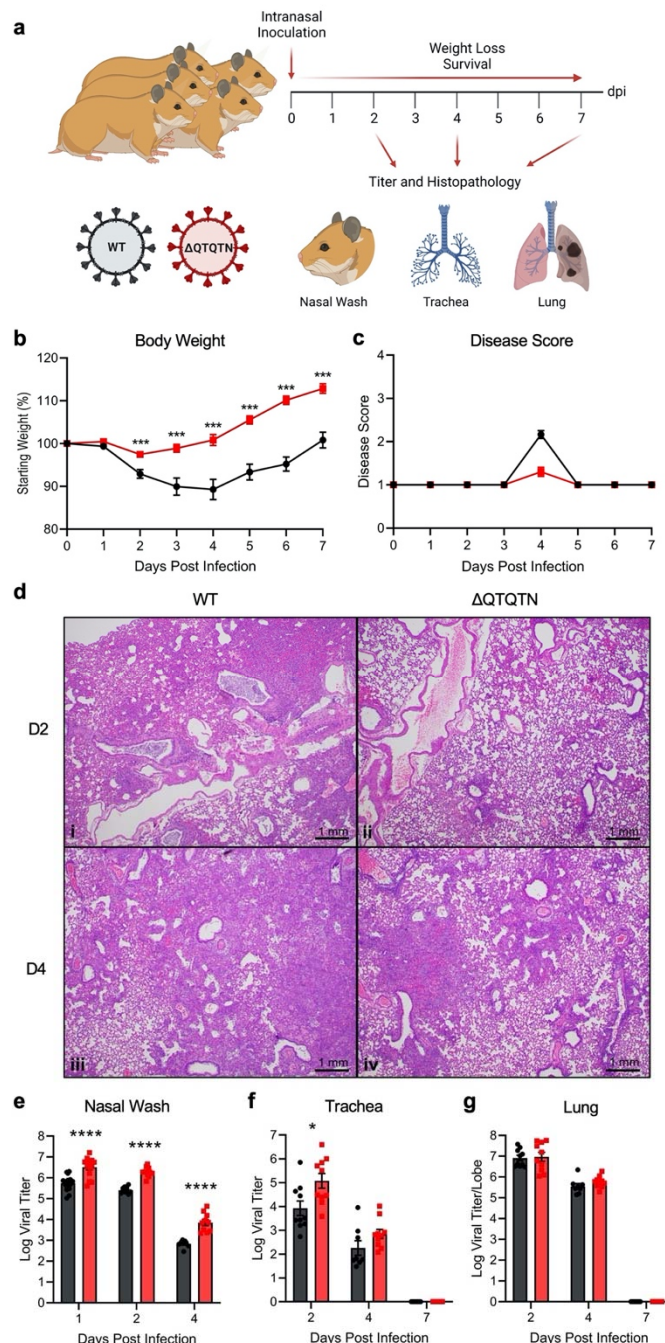 a
Intranasal
Inoculation
Weight Loss
Survival
dpi
0 1 2 3 4 5 6 7
Titer and Histopathology
WT
ΔQTQTN
Nasal Wash
Trachea
Lung
b
Body Weight
Starting Weight (%)
120
110
100
90
80
*** *** *** *** *** ***
0 1 2 3 4 5 6 7
Days Post Infection
c
Disease Score
Disease Score
4
3
2
1
0
0 1 2 3 4 5 6 7
Days Post Infection
d
WT
ΔQTQTN
D2
i
1 mm
ii
1 mm
D4
iii
1 mm
iv
1 mm
e
Nasal Wash
Log Viral Titer
8
7
6
5
4
3
2
1
0
**** **** ****
1 2 4
Days Post Infection
f
Trachea
Log Viral Titer
7
6
5
4
3
2
1
0
*
2 4 7
Days Post Infection
g
Lung
Log Viral Titer/Lobe
8
7
6
5
4
3
2
1
0
2 4 7
Days Post Infection